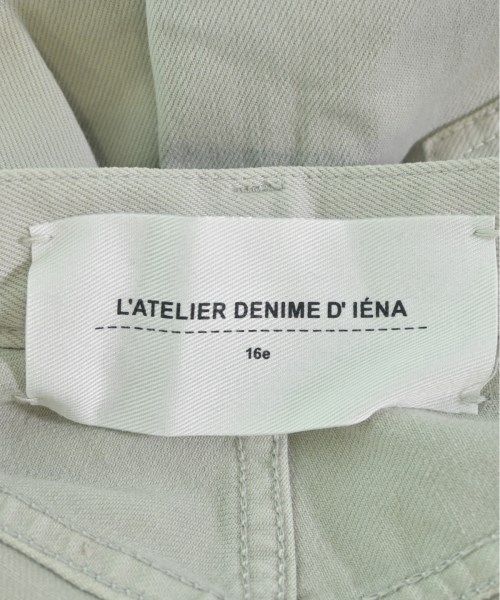 L'ATELIER DENIME D' IÉNA
16e